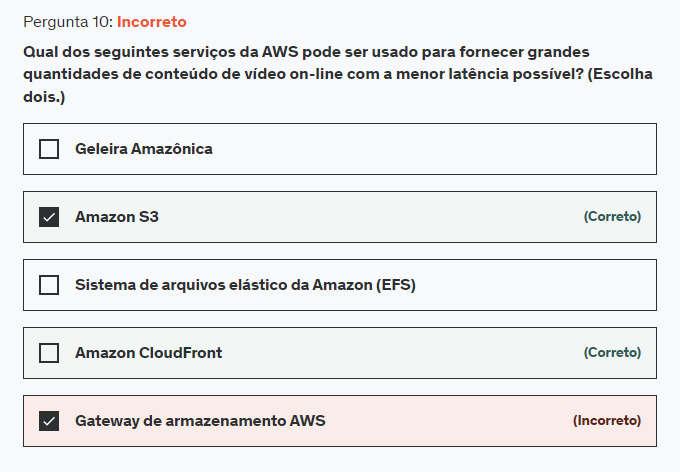 Pergunta 10: Incorreto
Qual dos seguintes serviços da AWS pode ser usado para fornecer grandes
quantidades de conteúdo de vídeo on-line com a menor latência possível? (Escolha
dois.)
Geleira Amazônica
Amazon S3 (Correto)
Sistema de arquivos elástico da Amazon (EFS)
Amazon CloudFront (Correto)
Gateway de armazenamento AWS (Incorreto)